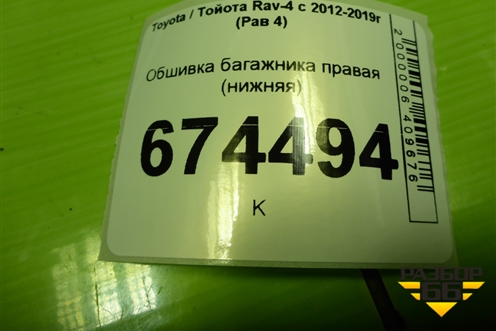 Toyota / Тойота Rav-4 с 2012-2019г
(Рав 4)
Обшивка багажника правая
(нижняя)
674494
К
2000006409676
РАЗБОР
66